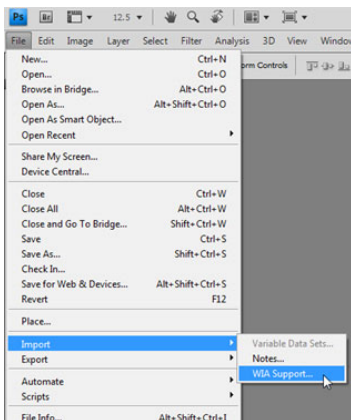 Ps Br 12.5
File Edit Image Layer Select Filter Analysis 3D View Window
orm Controls
New... Ctrl+N
Open... Ctrl+O
Browse in Bridge... Alt+Ctrl+O
Open As... Alt+Shift+Ctrl+O
Open As Smart Object...
Open Recent
Share My Screen...
Device Central...
Close Ctrl+W
Close All Alt+Ctrl+W
Close and Go To Bridge... Shift+Ctrl+W
Save Ctrl+S
Save As... Shift+Ctrl+S
Check In...
Save for Web & Devices... Alt+Shift+Ctrl+S
Revert F12
Place...
Import Variable Data Sets...
Export Notes...
WIA Support...
Automate
Scripts
File Info... Alt+Shift+Ctrl+I